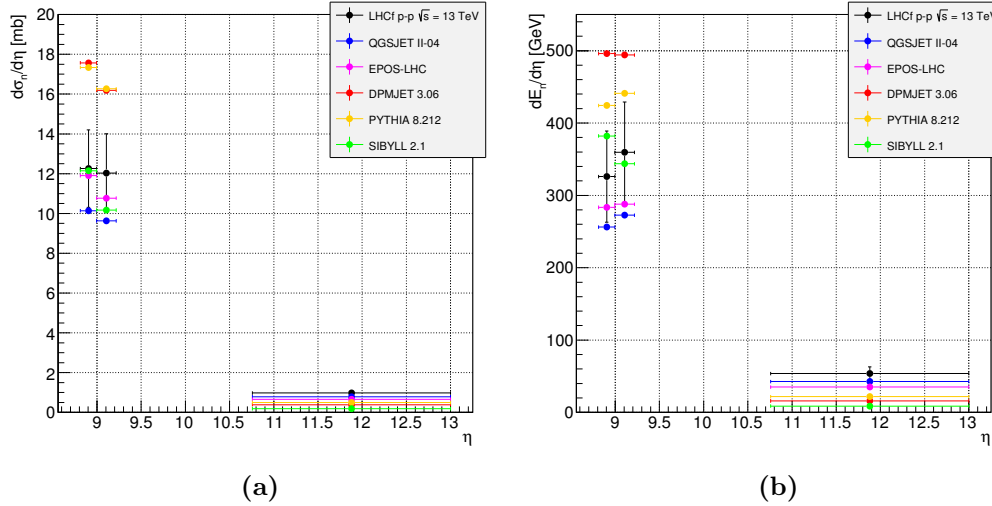 dσn/dη [mb]
20
18
16
14
12
10
8
6
4
2
0
9 9.5 10 10.5 11 11.5 12 12.5 13
η
LHCf p-p √s = 13 TeV
QGSJET II-04
EPOS-LHC
DPMJET 3.06
PYTHIA 8.212
SIBYLL 2.1
(a)
dEn/dη [GeV]
500
400
300
200
100
0
9 9.5 10 10.5 11 11.5 12 12.5 13
η
LHCf p-p √s = 13 TeV
QGSJET II-04
EPOS-LHC
DPMJET 3.06
PYTHIA 8.212
SIBYLL 2.1
(b)